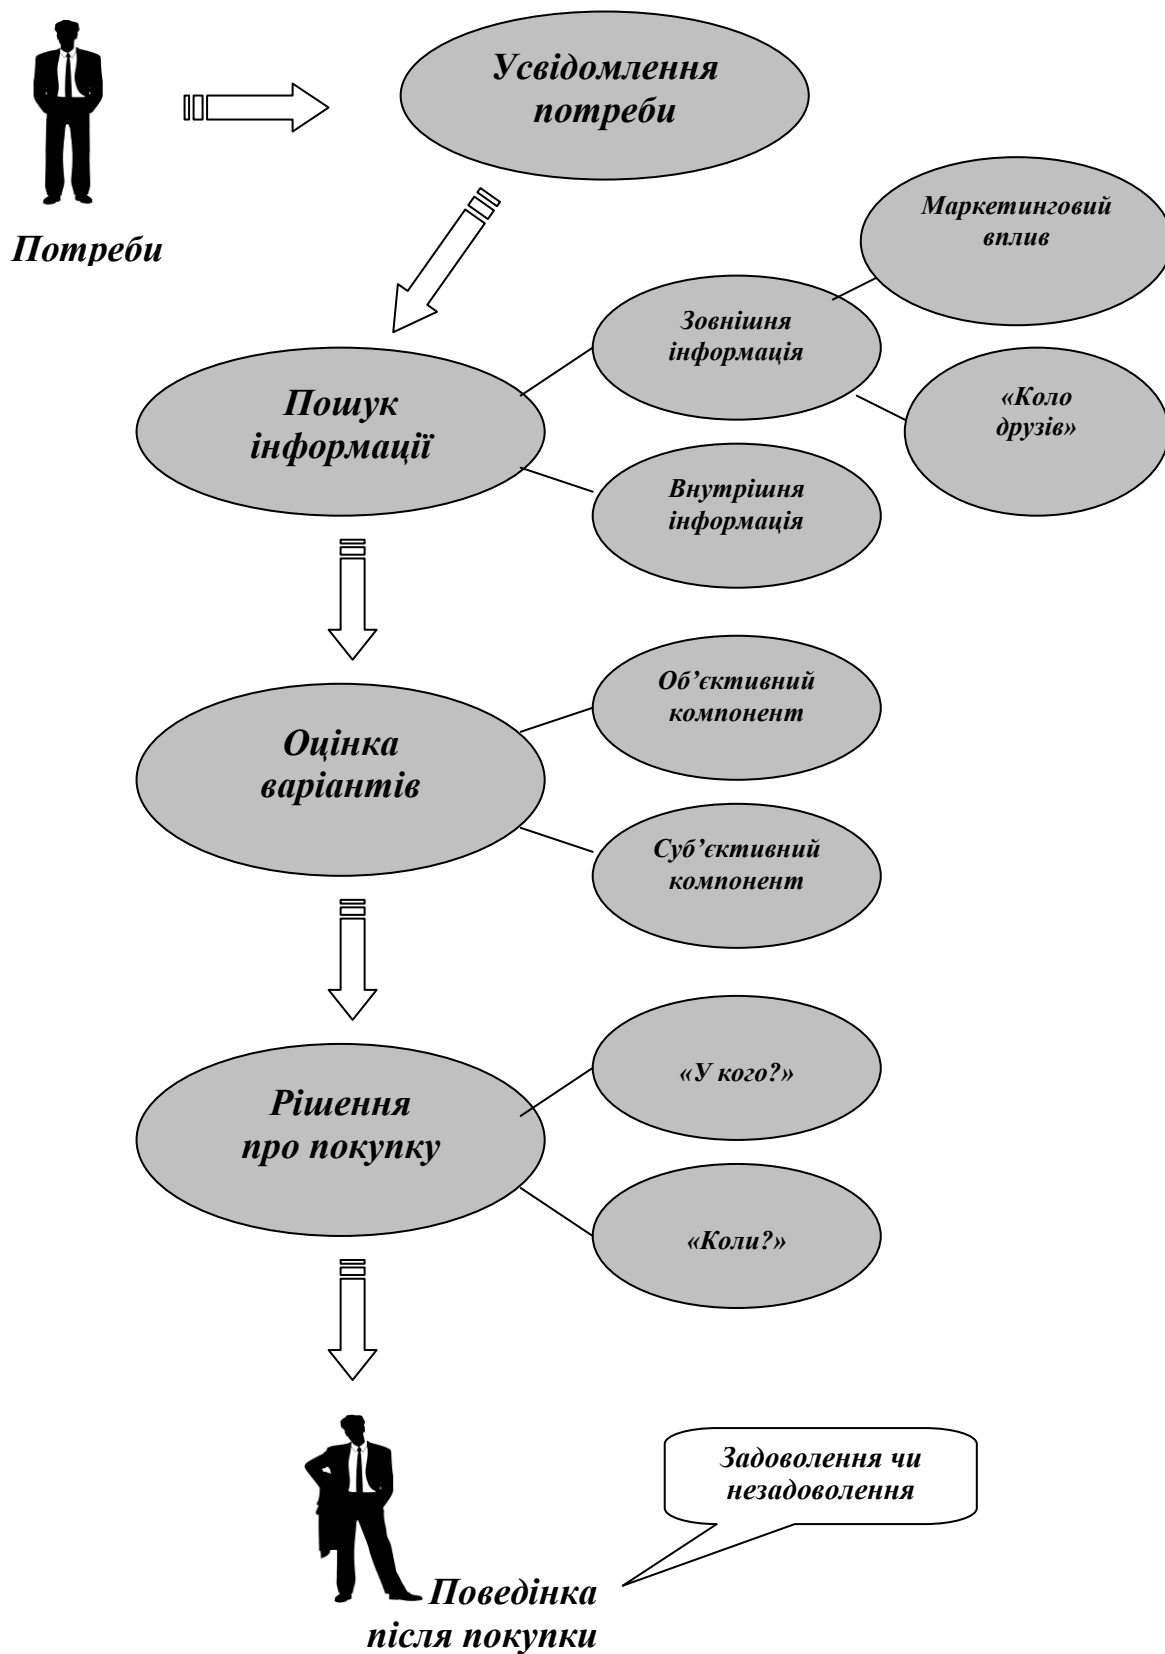 Усвідомлення
потреби
Потреби
Маркетинговий
вплив
Зовнішня
інформація
«Коло
друзів»
Пошук
інформації
Внутрішня
інформація
Об’єктивний
компонент
Оцінка
варіантів
Суб’єктивний
компонент
«У кого?»
Рішення
про покупку
«Коли?»
Задоволення чи
незадоволення
Поведінка
після покупки